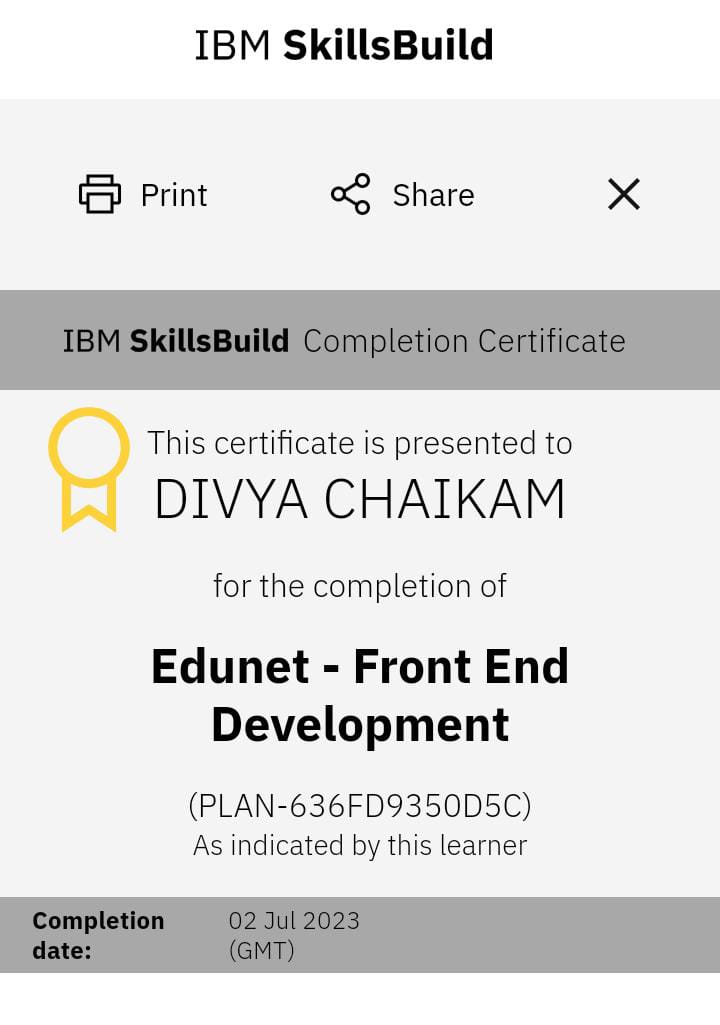 IBM SkillsBuild
Print
Share
IBM SkillsBuild Completion Certificate
This certificate is presented to
DIVYA CHAIKAM
for the completion of
Edunet - Front End
Development
(PLAN-636FD9350D5C)
As indicated by this learner
Completion date:
02 Jul 2023 (GMT)